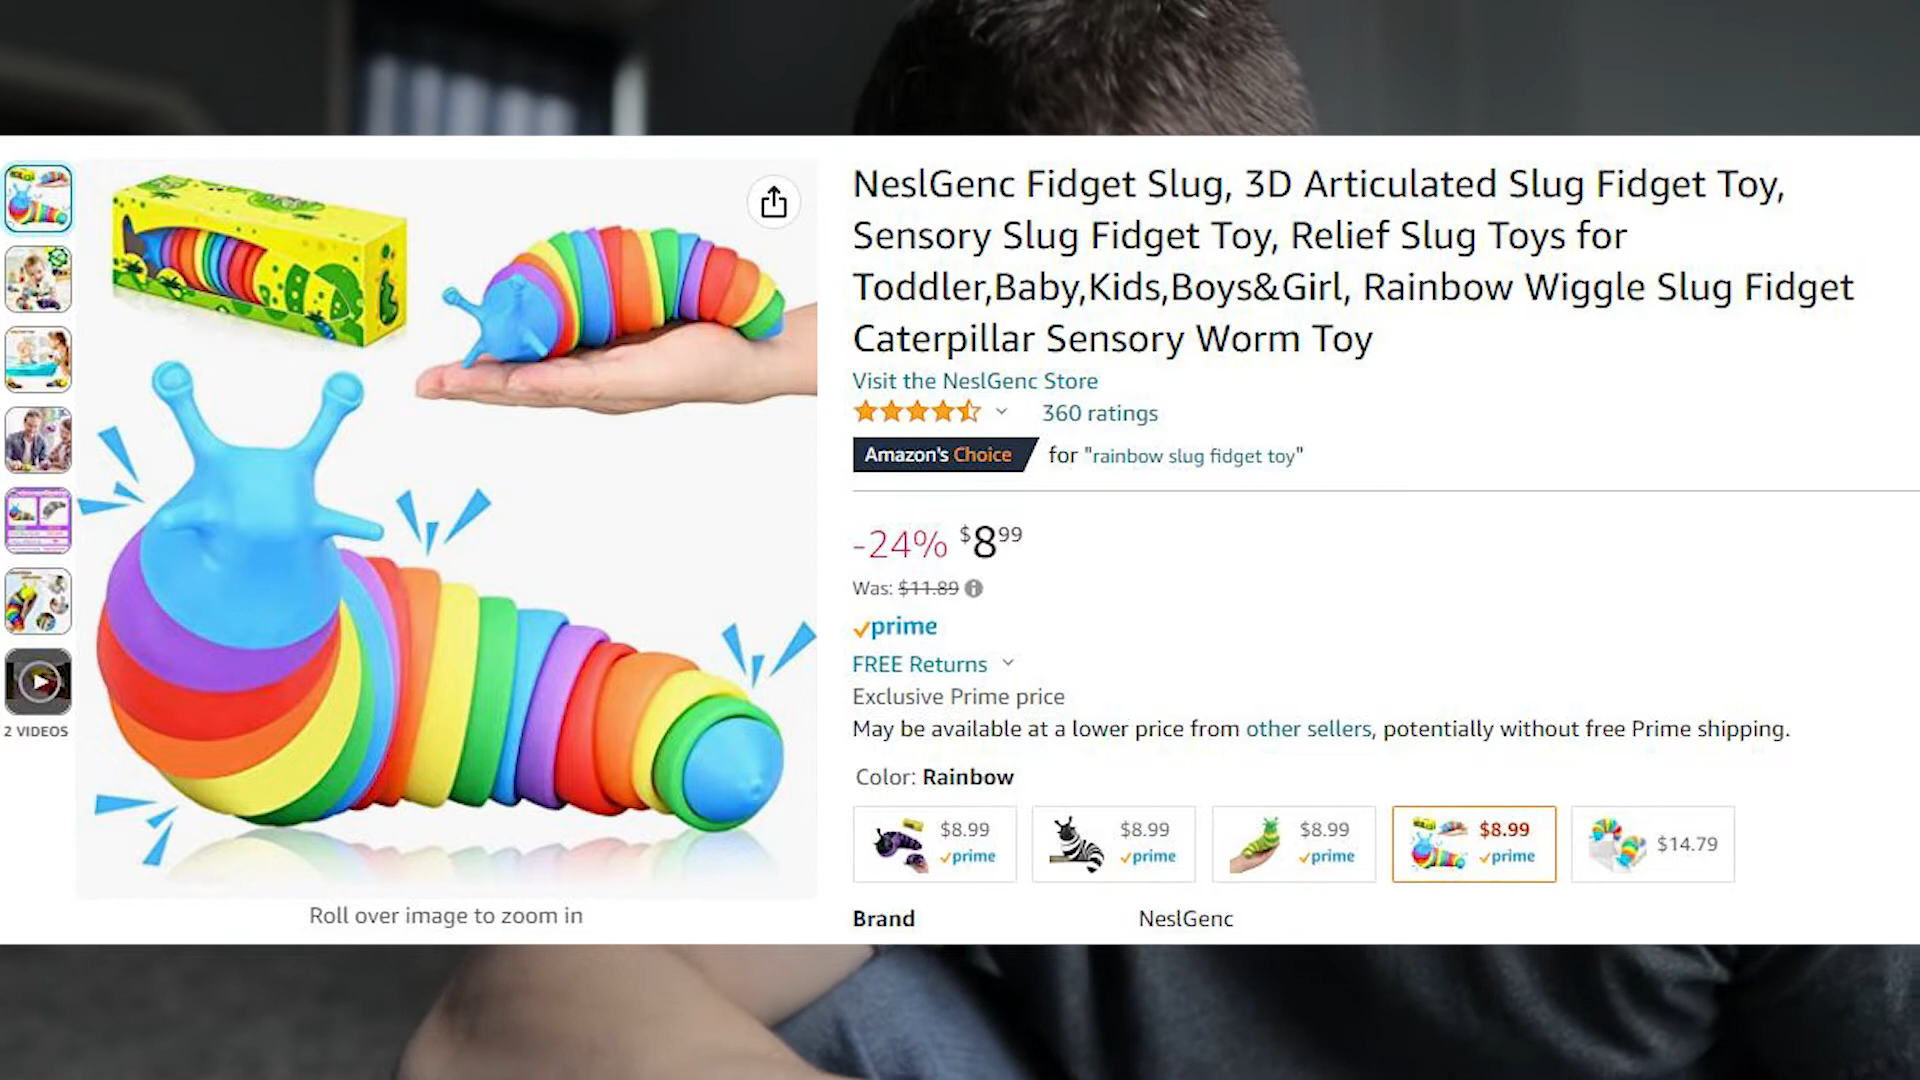 2 VIDEOS
Roll over image to zoom in
NeslGenc Fidget Slug, 3D Articulated Slug Fidget Toy,
Sensory Slug Fidget Toy, Relief Slug Toys for
Toddler,Baby,Kids,Boys&Girl, Rainbow Wiggle Slug Fidget
Caterpillar Sensory Worm Toy
Visit the NeslGenc Store
360 ratings
Amazon's Choice for "rainbow slug fidget toy"
-24% $8 99
Was: $11.89
prime
FREE Returns
Exclusive Prime price
May be available at a lower price from other sellers, potentially without free Prime shipping.
Color: Rainbow
$8.99 $8.99 $8.99 $8.99 $14.79
prime prime prime prime
Brand NeslGenc